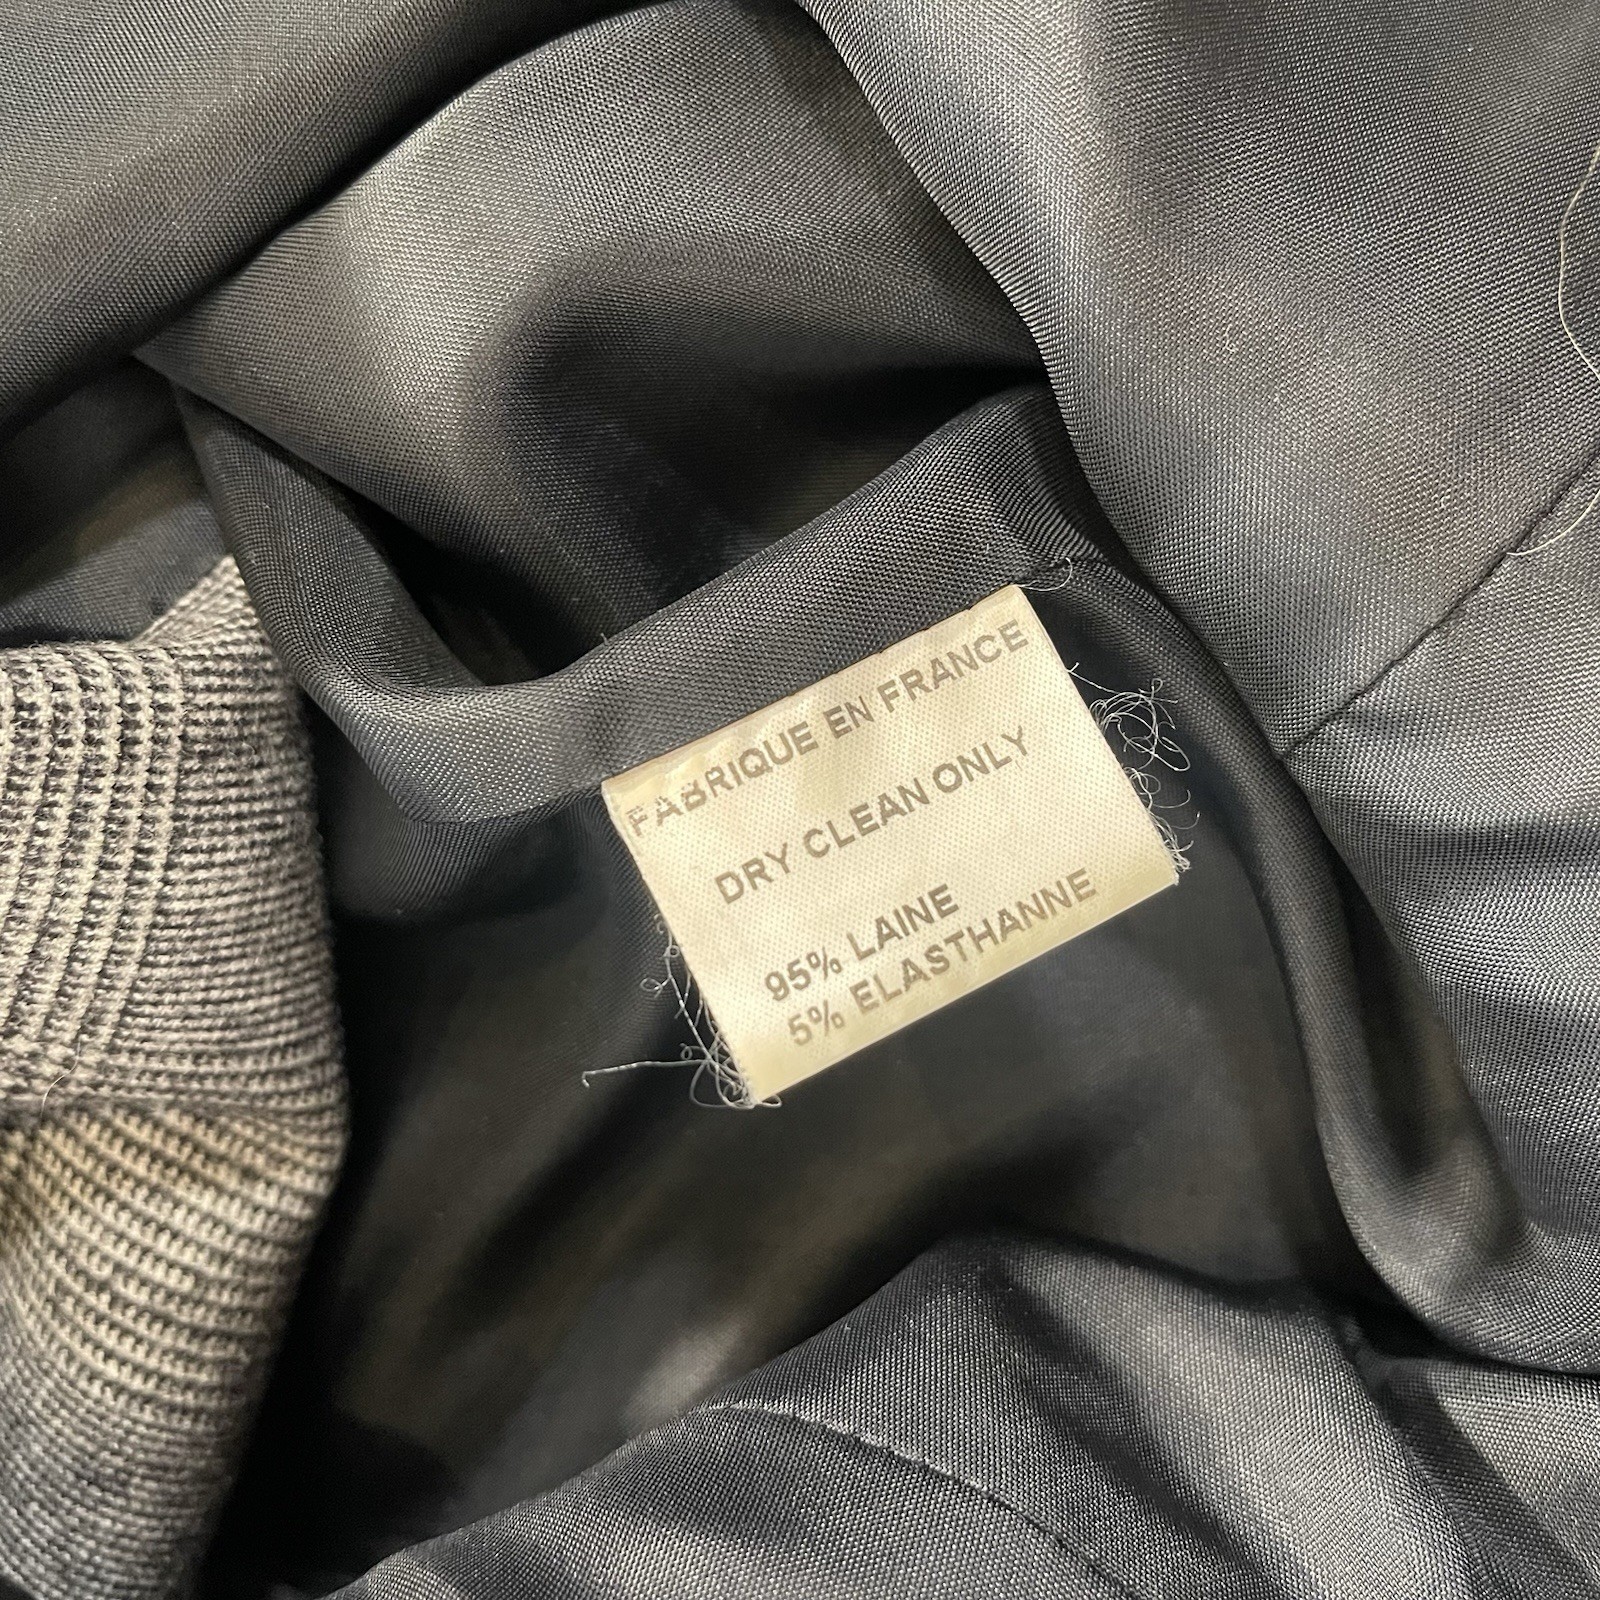 FABRIQUE EN FRANCE
DRY CLEAN ONLY
95% LAINE
5% ELASTHANNE